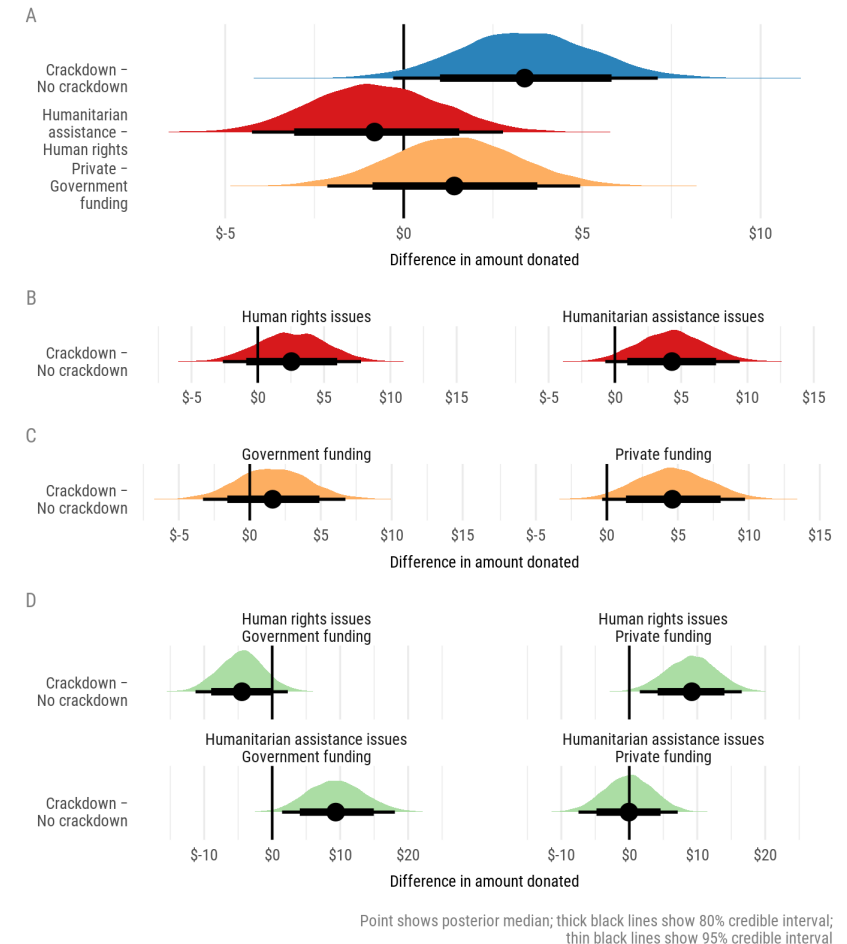 A
Crackdown −
No crackdown
Humanitarian
assistance −
Human rights
Private −
Government
funding
$-5 $0 $5 $10
Difference in amount donated
B
Human rights issues Humanitarian assistance issues
Crackdown −
No crackdown
$-5 $0 $5 $10 $15 $-5 $0 $5 $10 $15
C
Government funding Private funding
Crackdown −
No crackdown
$-5 $0 $5 $10 $15 $-5 $0 $5 $10 $15
Difference in amount donated
D
Human rights issues Human rights issues
Government funding Private funding
Crackdown −
No crackdown
Humanitarian assistance issues Humanitarian assistance issues
Government funding Private funding
Crackdown −
No crackdown
$-10 $0 $10 $20 $-10 $0 $10 $20
Difference in amount donated
Point shows posterior median; thick black lines show 80% credible interval;
thin black lines show 95% credible interval